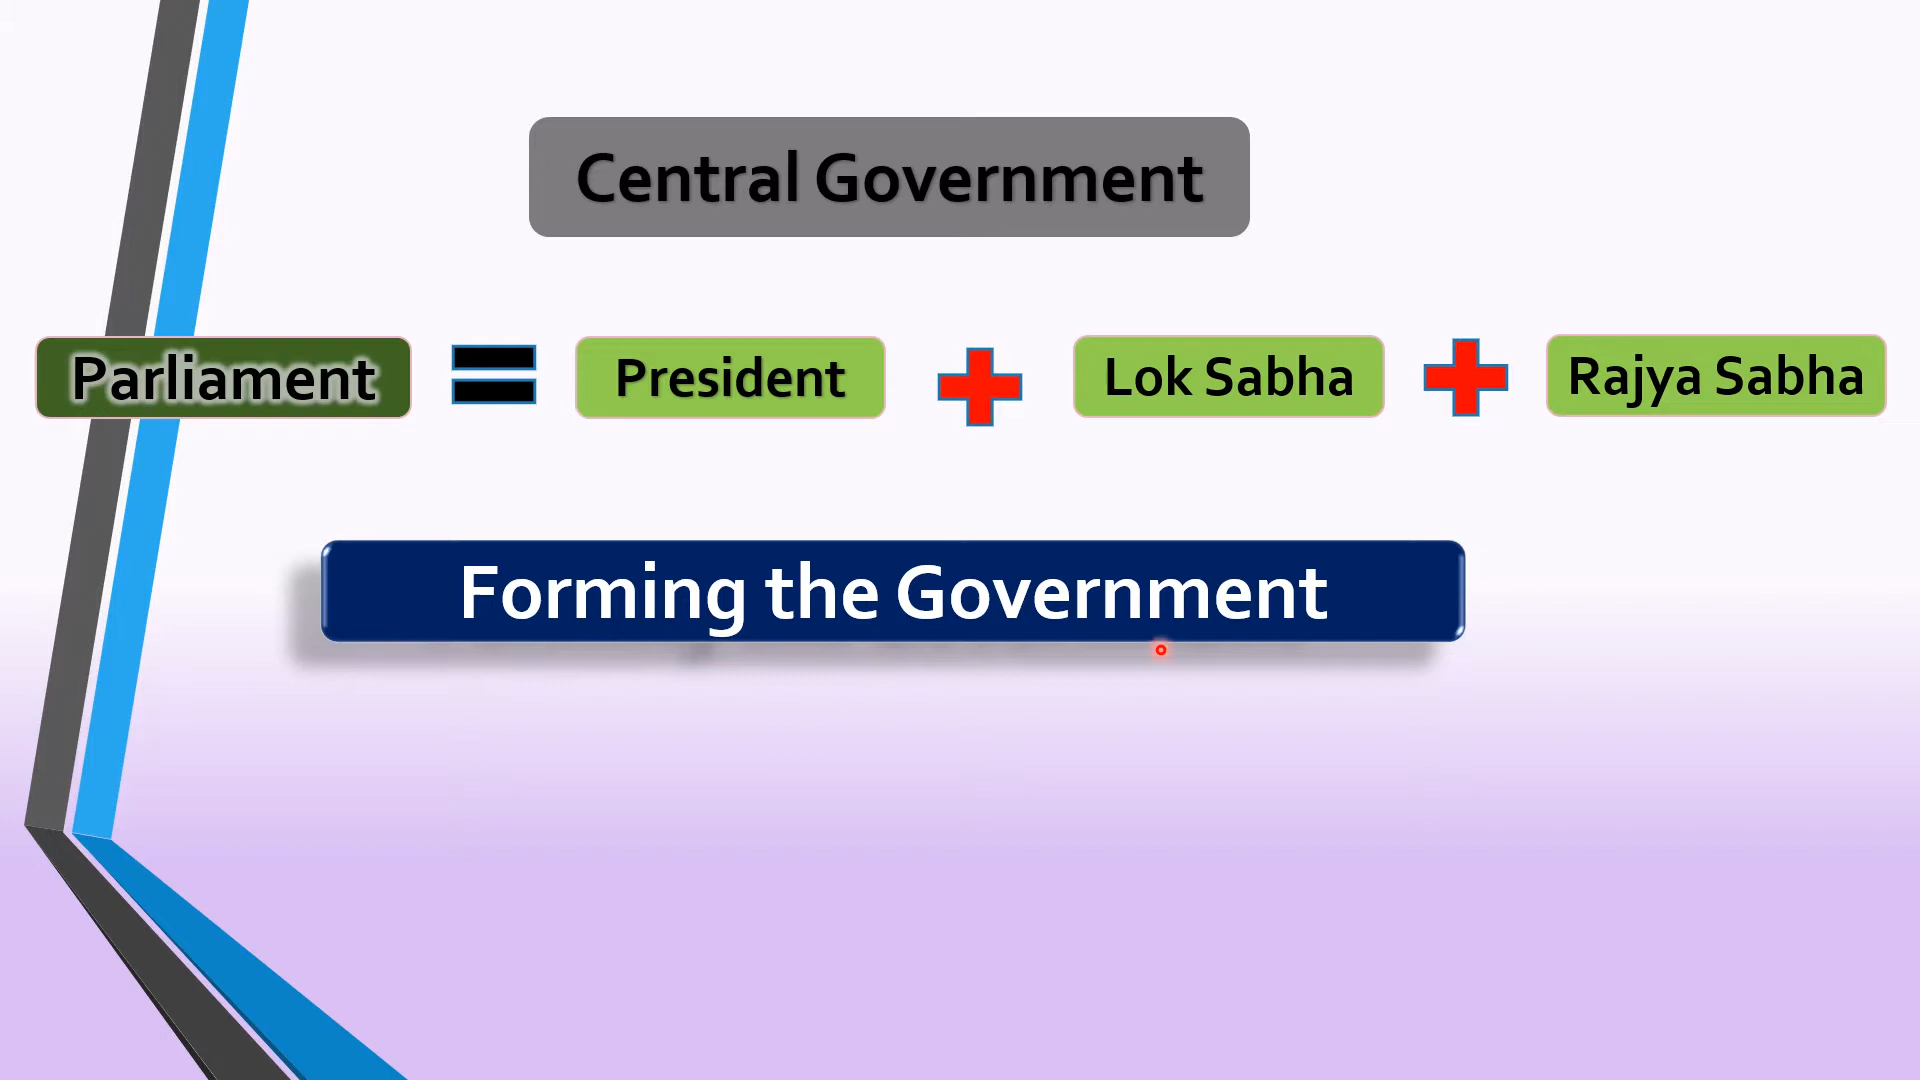 Central Government
Parliament = President + Lok Sabha + Rajya Sabha
Forming the Government